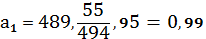 a₁ = 489,55/494,95 = 0,99